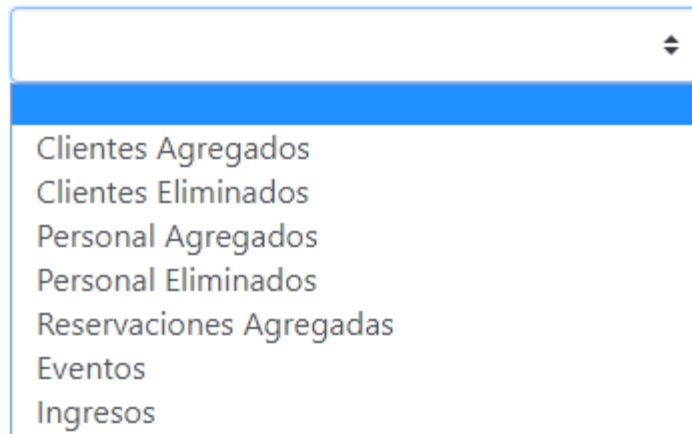 Clientes Agregados
Clientes Eliminados
Personal Agregados
Personal Eliminados
Reservaciones Agregadas
Eventos
Ingresos